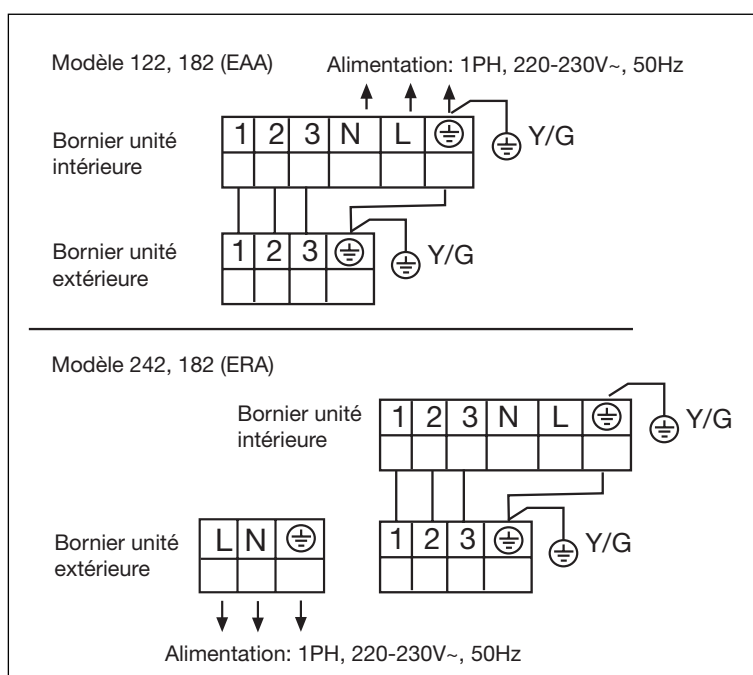 Modèle 122, 182 (EAA)
Alimentation: 1PH, 220-230V~, 50Hz
Bornier unité
intérieure
1 2 3 N L
Y/G
Bornier unité
extérieure
1 2 3
Y/G
Modèle 242, 182 (ERA)
Bornier unité
intérieure
1 2 3 N L
Y/G
Bornier unité
extérieure
L N
1 2 3
Y/G
Alimentation: 1PH, 220-230V~, 50Hz